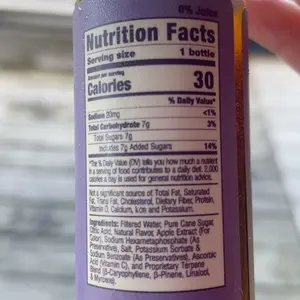 6% Juice
Nutrition Facts
Serving size 1 bottle
Amount per serving
Calories 30
% Daily Value*
Sodium 20mg <1%
Total Carbohydrate 7g 3%
Total Sugars 7g
Includes 7g Added Sugars 14%
*The % Daily Value (DV) tells you how much a nutrient
in a serving of food contributes to a daily diet. 2,000
calories a day is used for general nutrition advice.
Not a significant source of Total Fat, Saturated
Fat, Trans Fat, Cholesterol, Dietary Fiber, Protein,
Vitamin D, Calcium, Iron and Potassium.
Ingredients: Filtered Water, Pure Cane Sugar,
Citric Acid, Natural Flavor, Apple Extract (For
Color), Sodium Hexametaphosphate (As
Preservative), Salt, Potassium Sorbate &
Sodium Benzoate (As Preservatives), Ascorbic
Acid (Vitamin C), and Proprietary Terpene
Blend (β-Caryophyllene, β-Pinene, Linalool,
& Myrcene).